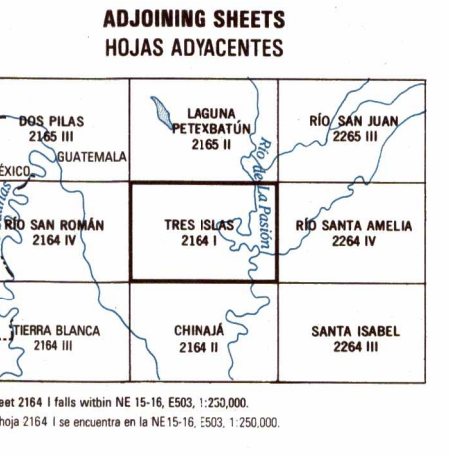 ADJOINING SHEETS
HOJAS ADYACENTES
DOS PILAS
2165 III
LAGUNA
PETEXBATÚN
2165 II
RÍO SAN JUAN
2265 III
GUATEMALA
Río de La Pasión
RÍO SAN ROMÁN
2164 IV
TRES ISLAS
2164 I
RÍO SANTA AMELIA
2264 IV
TIERRA BLANCA
2164 III
CHINAJÁ
2164 II
SANTA ISABEL
2264 III
2164 I falls within NE 15-16, E503, 1:250,000.
hoja 2164 I se encuentra en la NE 15-16, E503, 1:250,000.